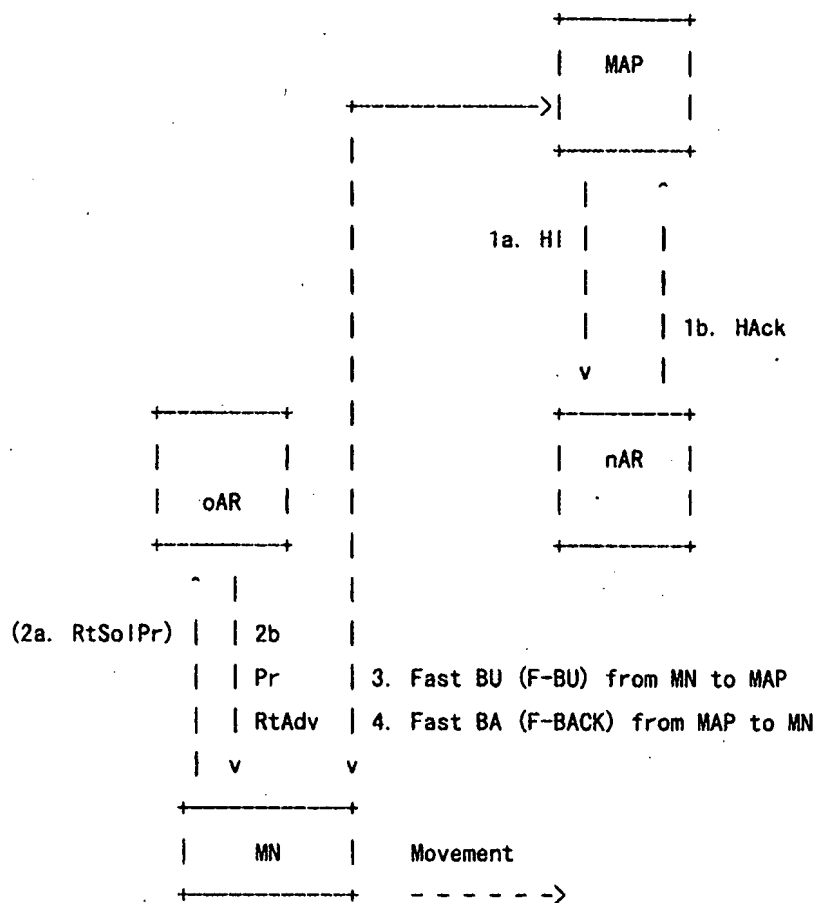 MAP
1a. HI
1b. HAck
nAR
oAR
(2a. RtSolPr) 2b
Pr 3. Fast BU (F-BU) from MN to MAP
RtAdv 4. Fast BA (F-BACK) from MAP to MN
MN Movement